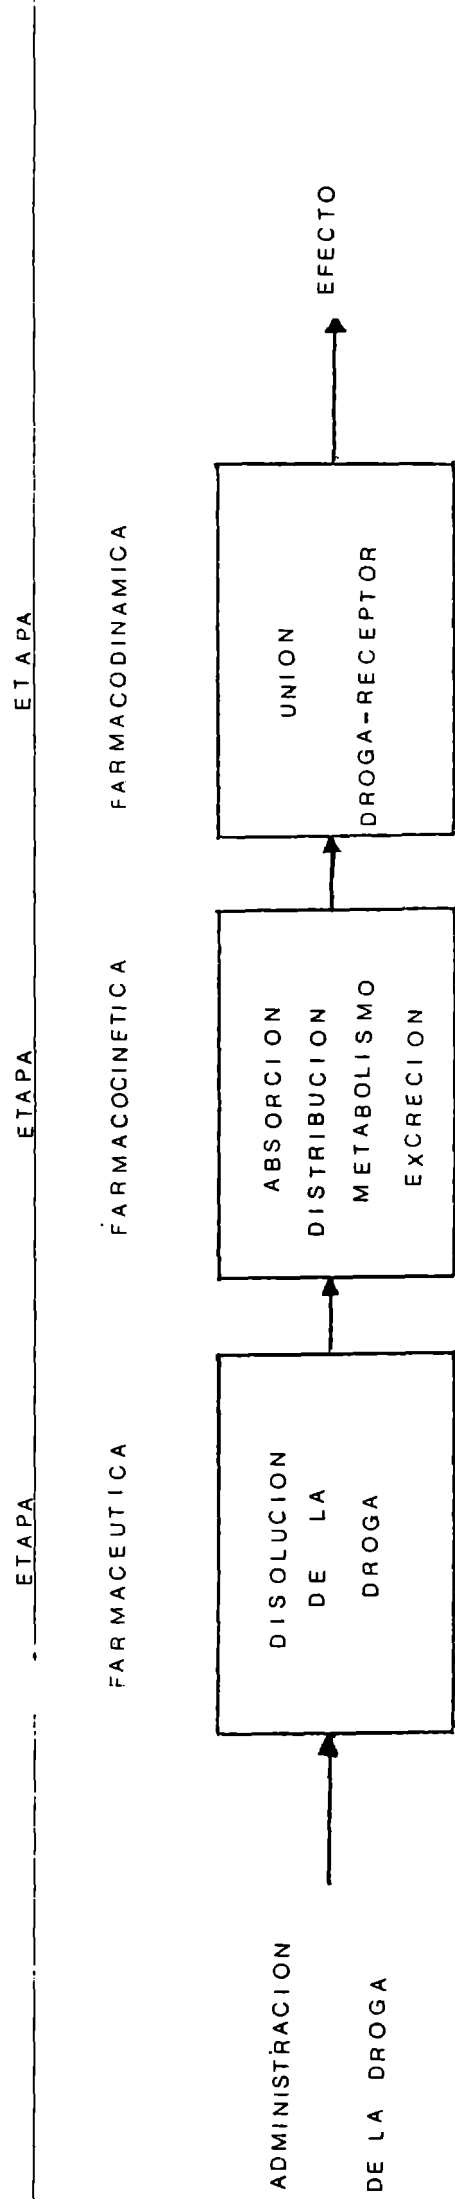 ETAPA
FARMACEUTICA
ETAPA
FARMACOCINETICA
ETAPA
FARMACODINAMICA
ADMINISTRACION
DE LA DROGA
DISOLUCION
DE LA
DROGA
ABSORCION
DISTRIBUCION
METABOLISMO
EXCRECION
UNION
DROGA-RECEPTOR
EFECTO